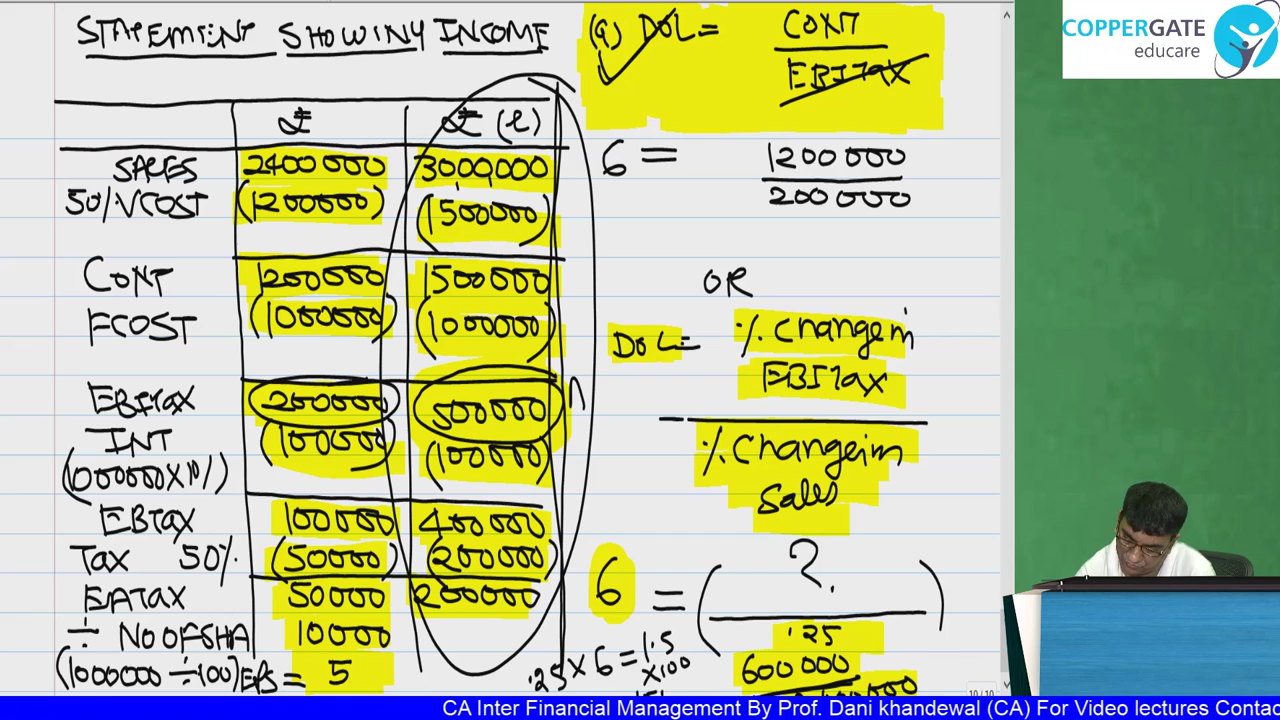 STATEMENT SHOWING INCOME
₹ ₹ (e)
SALES 2400000 3000000
50% VCOST (1200000) (1500000)
CONT 1200000 1500000
FCOST (1000000) (1000000)
EBITax 200000 500000
INT (100000) (100000)
(1000000X10%)
EBTax 100000 400000
Tax 50% (50000) (200000)
EATax 50000 200000
÷ NO OF SHA 10000
(1000000 ÷100) EPS = 5
(a) DOL = CONT
EBITax
6 = 1200000
200000
OR
DOL = % Change in
EBITax
% Change in
Sales
6 = ( ? )
.25
.25 x 6 = 1.5
x100
600000
COPPERGATE
educare
10/10
CA Inter Financial Management By Prof. Dani khandewal (CA) For Video lectures Contac